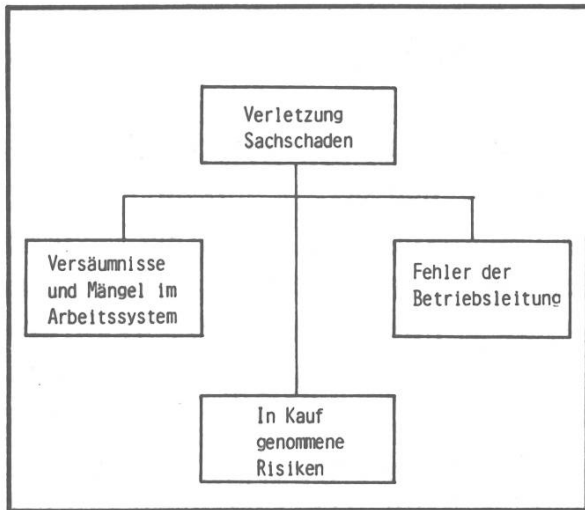 Verletzung
Sachschaden
Versäumnisse
und Mängel im
Arbeitssystem
Fehler der
Betriebsleitung
In Kauf
genommene
Risiken